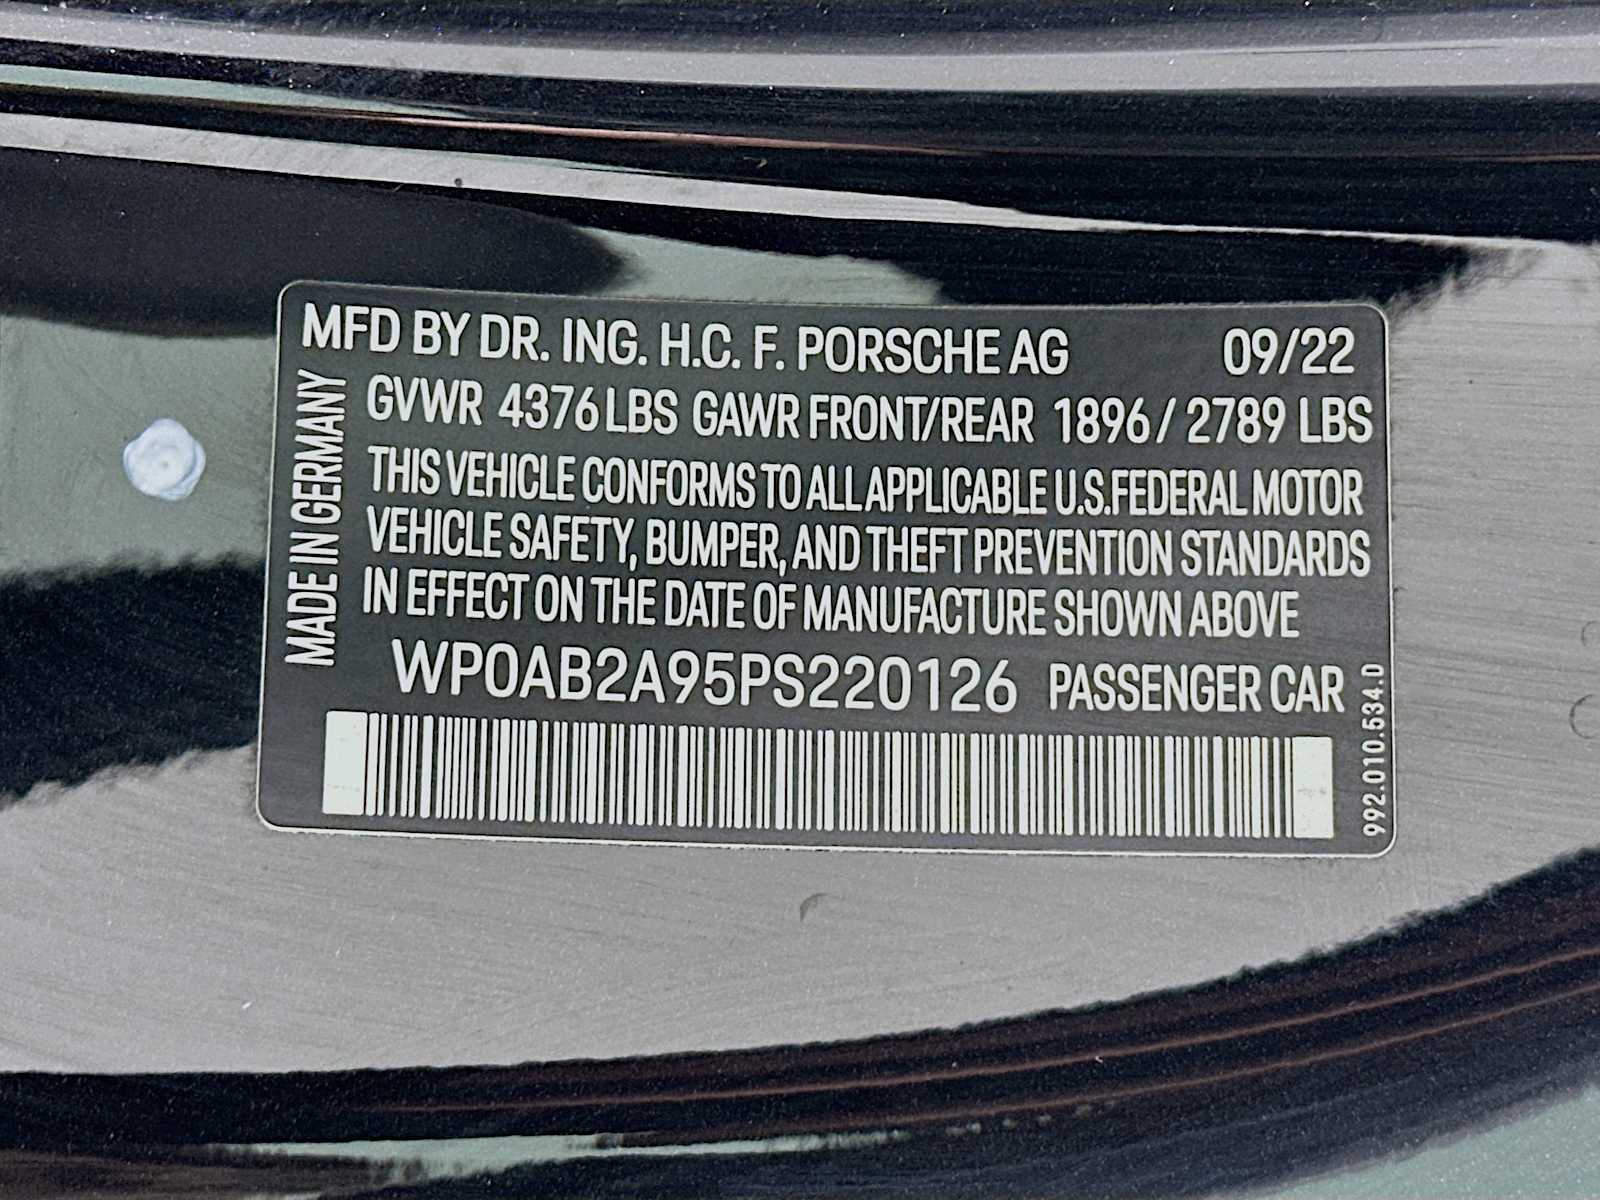 MFD BY DR. ING. H.C. F. PORSCHE AG 09/22
GVWR 4376 LBS GAWR FRONT/REAR 1896 / 2789 LBS
THIS VEHICLE CONFORMS TO ALL APPLICABLE U.S.FEDERAL MOTOR
VEHICLE SAFETY, BUMPER, AND THEFT PREVENTION STANDARDS
IN EFFECT ON THE DATE OF MANUFACTURE SHOWN ABOVE
WP0AB2A95PS220126 PASSENGER CAR
MADE IN GERMANY
992.010.534.D